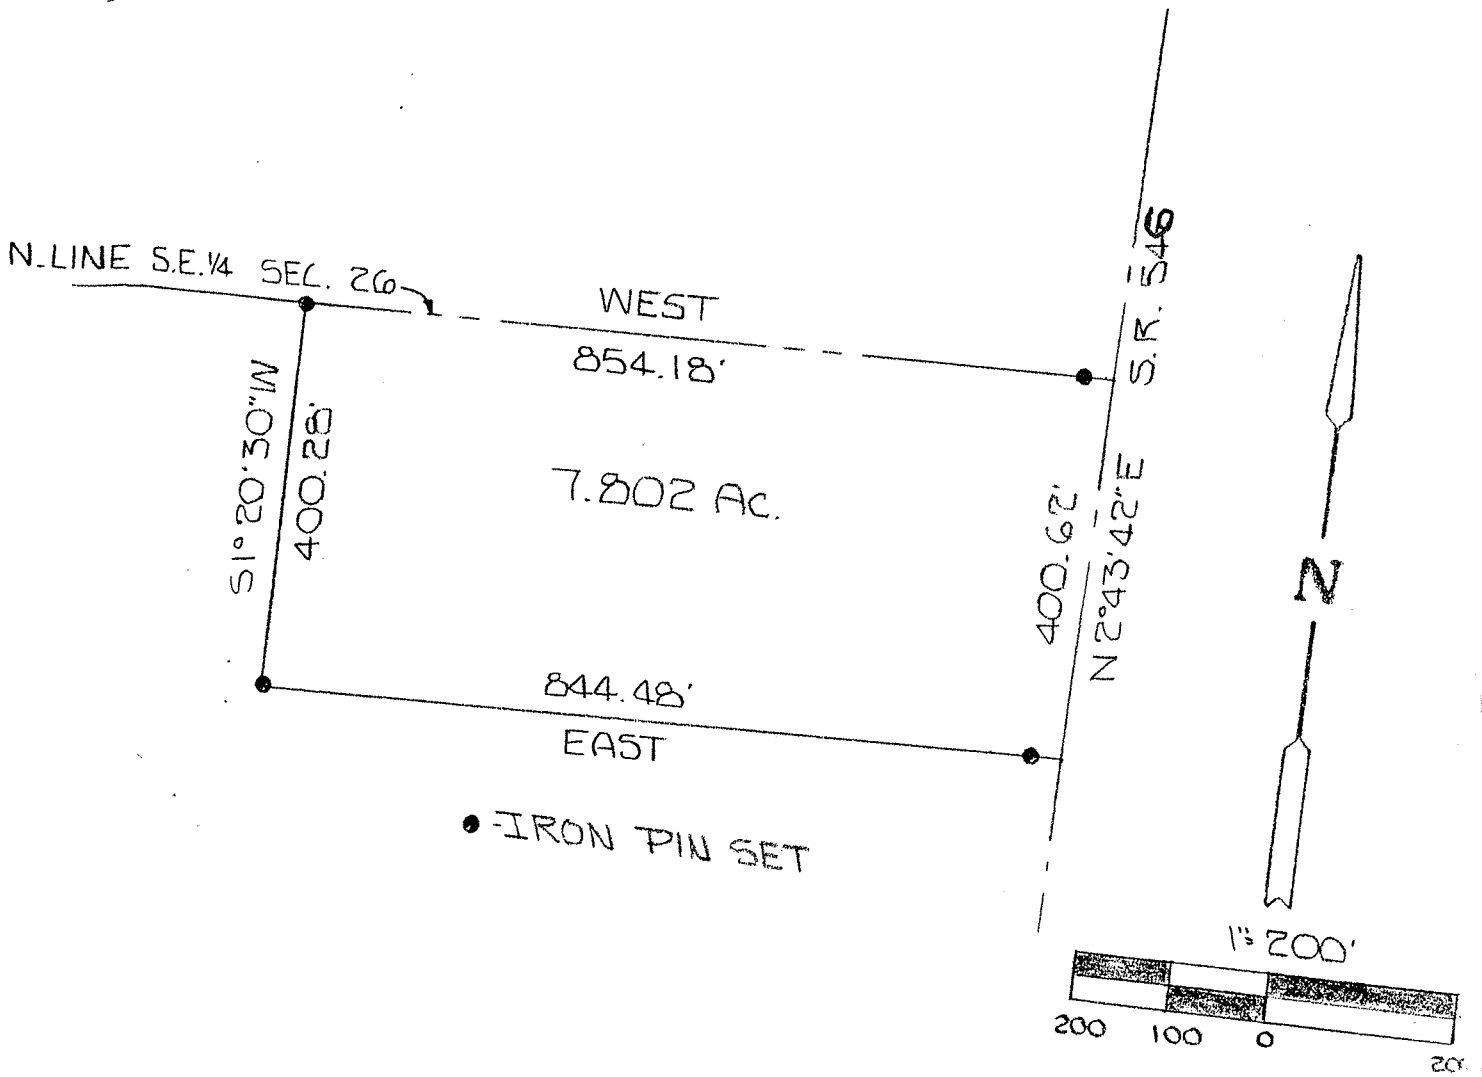 N.LINE S.E.1/4 SEC. 26
WEST
854.18'
S.R. 546
S1°20'30"W
400.28'
7.802 AC.
400.62'
N2°43'42"E
N
844.48'
EAST
-IRON PIN SET
1"=200'
200 100 0